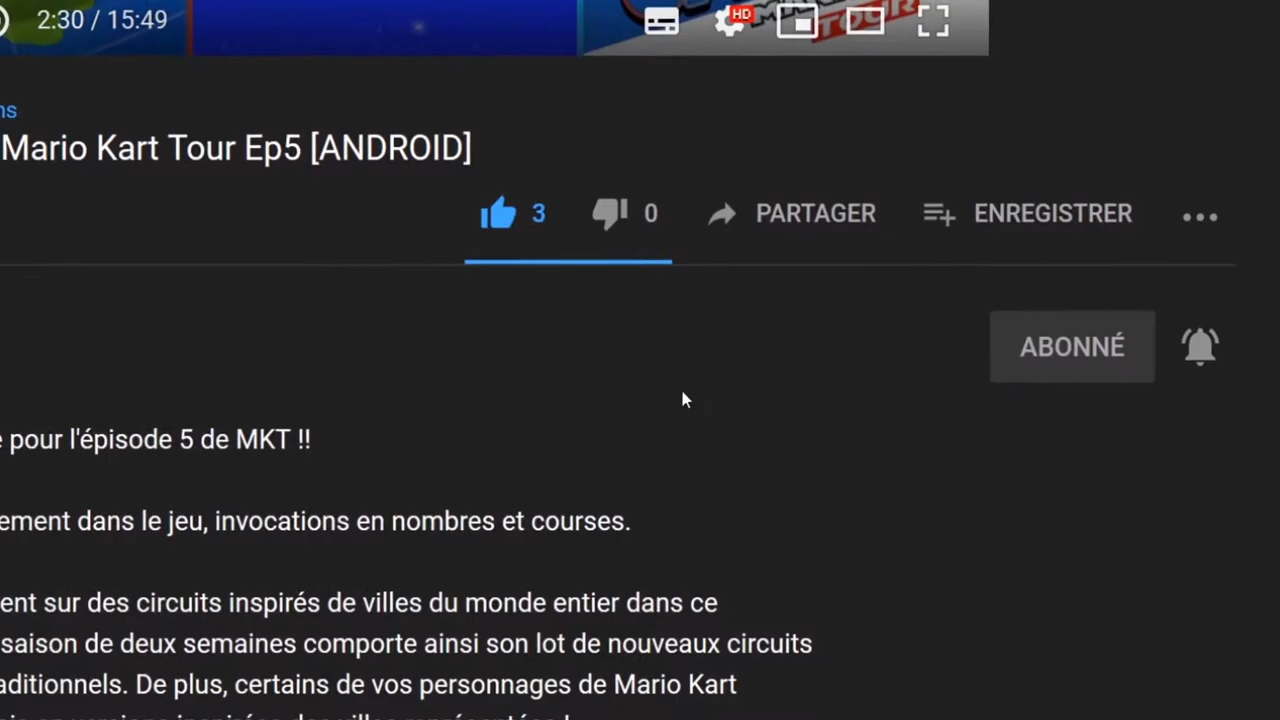 2:30 / 15:49
HD
TOUR
ns
Mario Kart Tour Ep5 [ANDROID]
3
0
PARTAGER
ENREGISTRER
ABONNÉ
pour l'épisode 5 de MKT !!
ement dans le jeu, invocations en nombres et courses.
ent sur des circuits inspirés de villes du monde entier dans ce
saison de deux semaines comporte ainsi son lot de nouveaux circuits
aditionnels. De plus, certains de vos personnages de Mario Kart